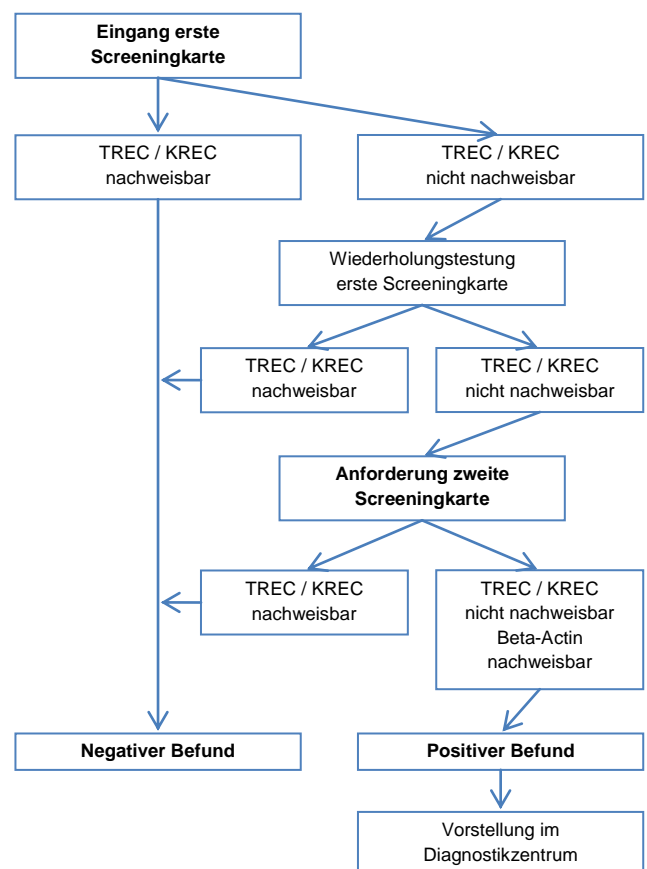 Eingang erste
Screeningkarte
TREC / KREC
nachweisbar
TREC / KREC
nicht nachweisbar
Wiederholungstestung
erste Screeningkarte
TREC / KREC
nachweisbar
TREC / KREC
nicht nachweisbar
Anforderung zweite
Screeningkarte
TREC / KREC
nachweisbar
TREC / KREC
nicht nachweisbar
Beta-Actin
nachweisbar
Negativer Befund
Positiver Befund
Vorstellung im
Diagnostikzentrum